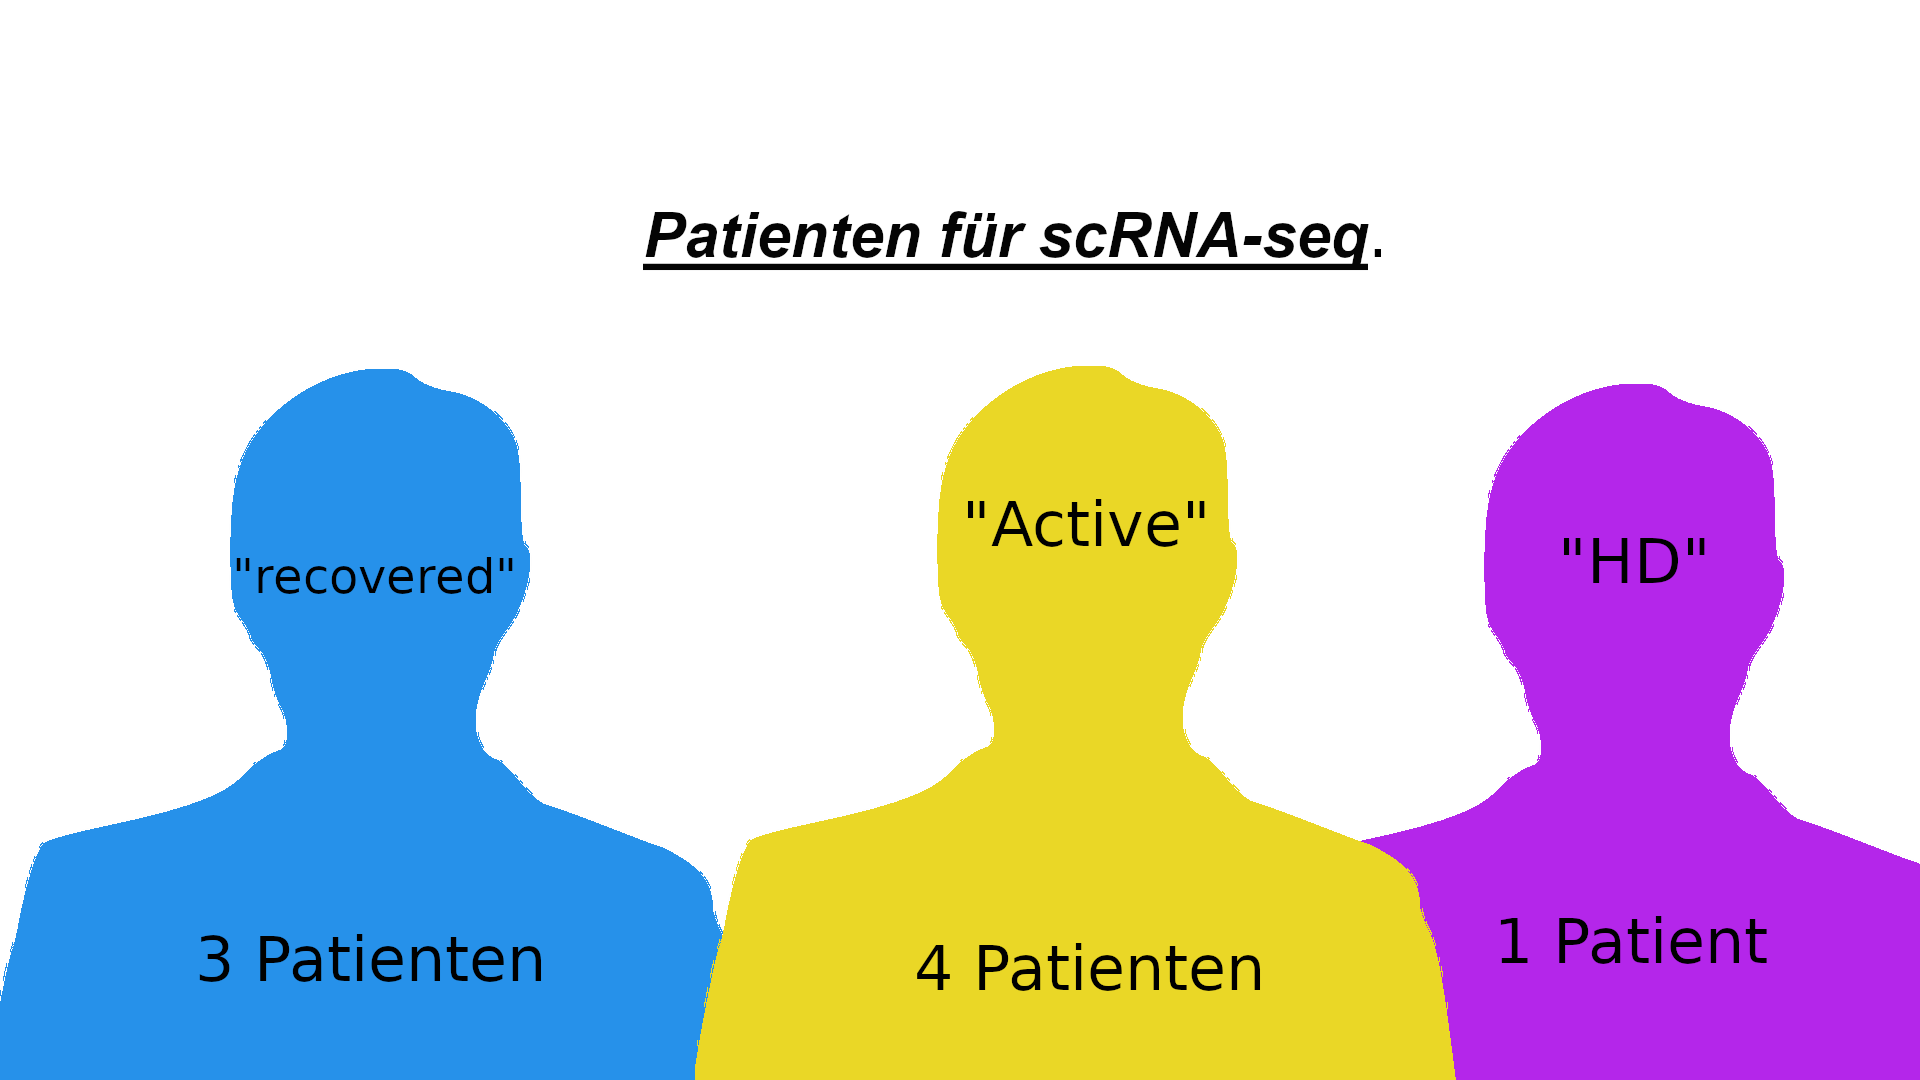 Patienten für scRNA-seq.
"recovered"
"Active"
"HD"
3 Patienten
4 Patienten
1 Patient